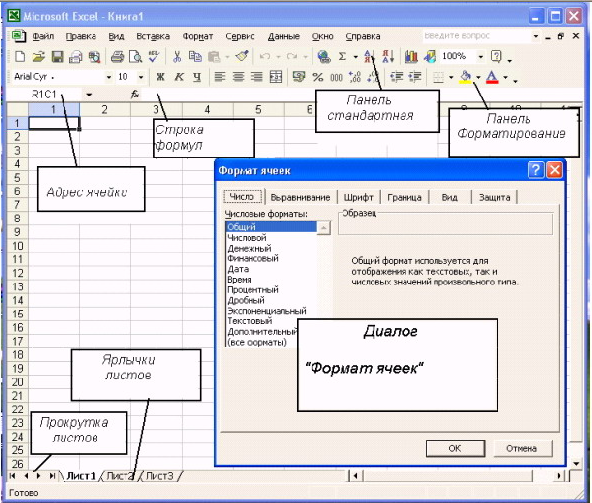 Microsoft Excel - Книга1
Файл Правка Вид Вставка Формат Сервис Данные Окно Справка
введите вопрос
100%
Arial Cyr
10
Ж К Ч
% 000
R1C1
fx
Панель
стандартная
Панель
Форматирование
Строка
формул
Адрес ячейки
1 2 3
1
2
3
4
5
6
7
8
9
10
11
12
13
14
15
16
17
18
19
20
21
22
23
24
25
26
Формат ячеек
Число Выравнивание Шрифт Граница Вид Защита
Числовые форматы:
Образец
Общий
Числовой
Денежный
Финансовый
Дата
Время
Процентный
Дробный
Экспоненциальный
Текстовый
Дополнительный
(все форматы)
Общий формат используется для
отображения как текстовых, так и
числовых значений произвольного типа.
Диалог
"Формат ячеек"
Ярлычки
листов
Прокрутка
листов
OK
Отмена
Лист1 Лист2 Лист3
Готово